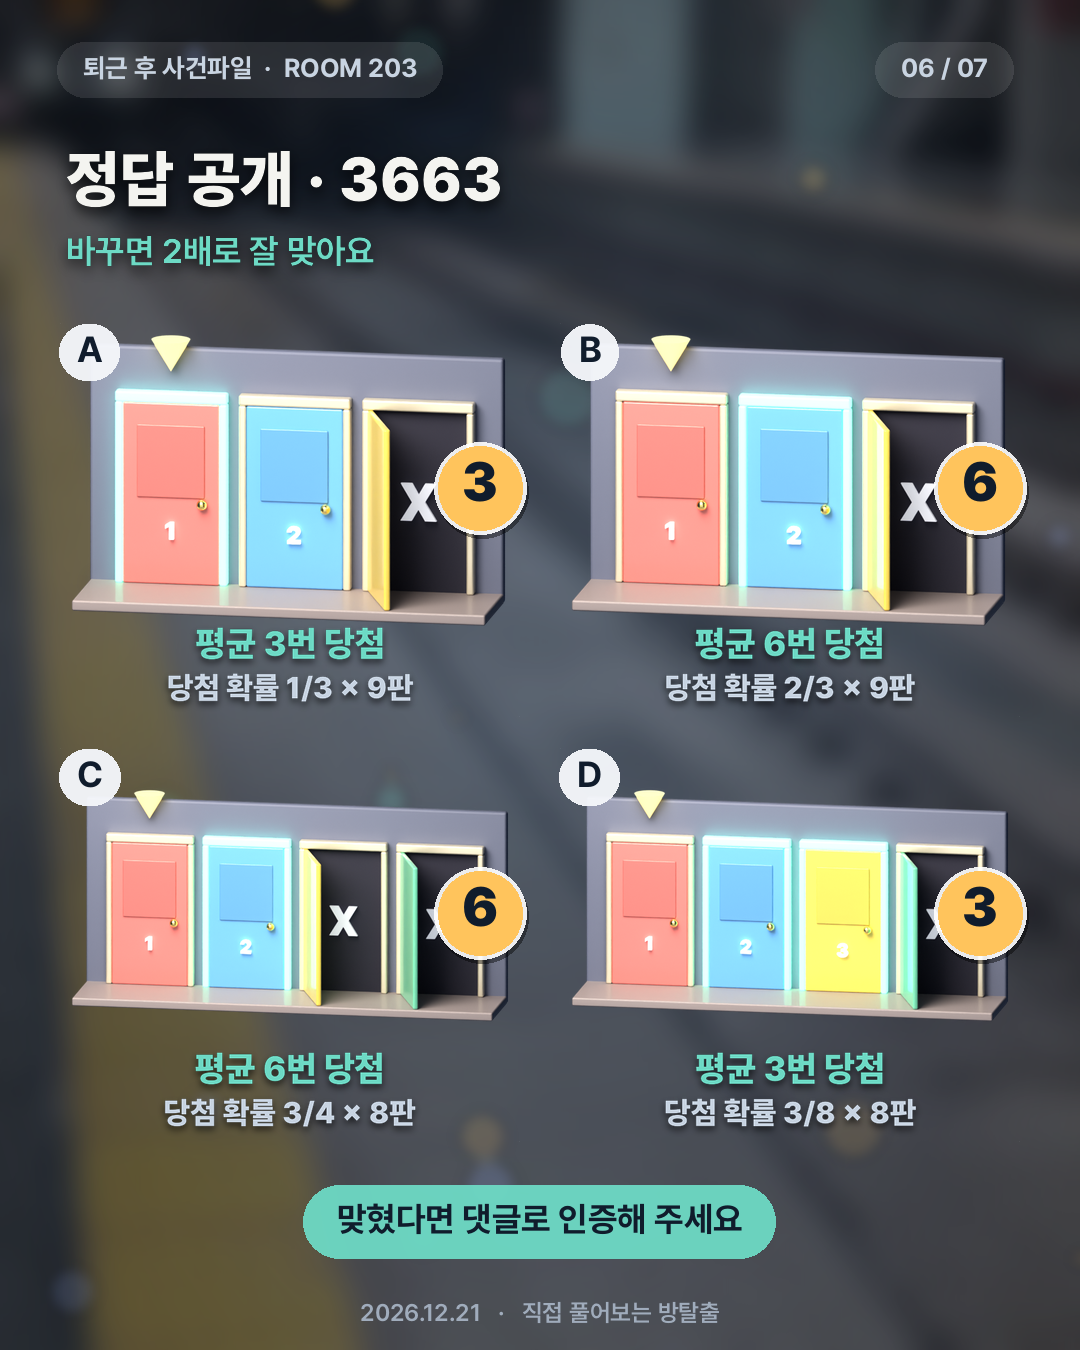 퇴근 후 사건파일 · ROOM 203
06 / 07
정답 공개 · 3663
바꾸면 2배로 잘 맞아요
A
1
2
X
3
B
1
2
X
6
평균 3번 당첨
당첨 확률 1/3 × 9판
평균 6번 당첨
당첨 확률 2/3 × 9판
C
1
2
X
X
6
D
1
2
3
X
3
평균 6번 당첨
당첨 확률 3/4 × 8판
평균 3번 당첨
당첨 확률 3/8 × 8판
맞혔다면 댓글로 인증해 주세요
2026.12.21 · 직접 풀어보는 방탈출